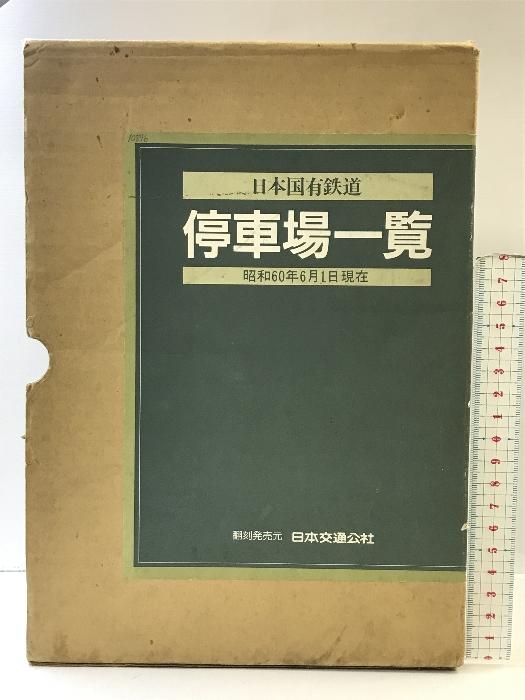 日本国有鉄道
停車場一覧
昭和60年6月1日現在
翻刻発売元 日本交通公社